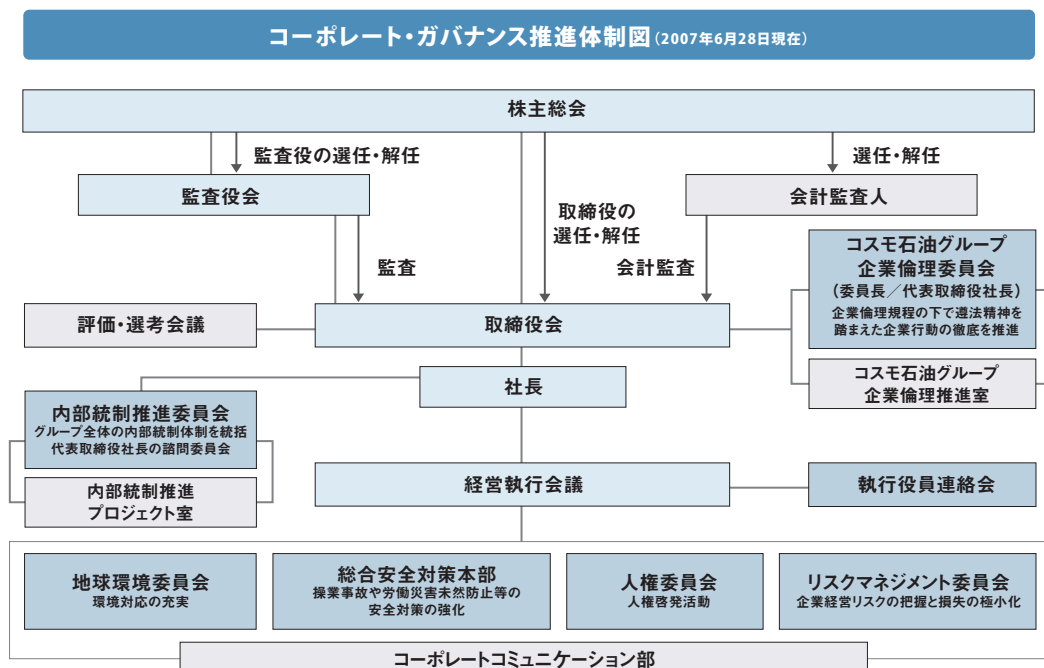 コーポレート・ガバナンス推進体制図(2007年6月28日現在)
株主総会
監査役の選任・解任
選任・解任
監査役会
会計監査人
取締役の
選任・解任
監査
会計監査
コスモ石油グループ
企業倫理委員会
(委員長／代表取締役社長)
企業倫理規程の下で遵法精神を
踏まえた企業行動の徹底を推進
評価・選考会議
取締役会
コスモ石油グループ
企業倫理推進室
社長
内部統制推進委員会
グループ全体の内部統制体制を統括
代表取締役社長の諮問委員会
内部統制推進
プロジェクト室
経営執行会議
執行役員連絡会
地球環境委員会
環境対応の充実
総合安全対策本部
操業事故や労働災害未然防止等の
安全対策の強化
人権委員会
人権啓発活動
リスクマネジメント委員会
企業経営リスクの把握と損失の極小化
コーポレートコミュニケーション部